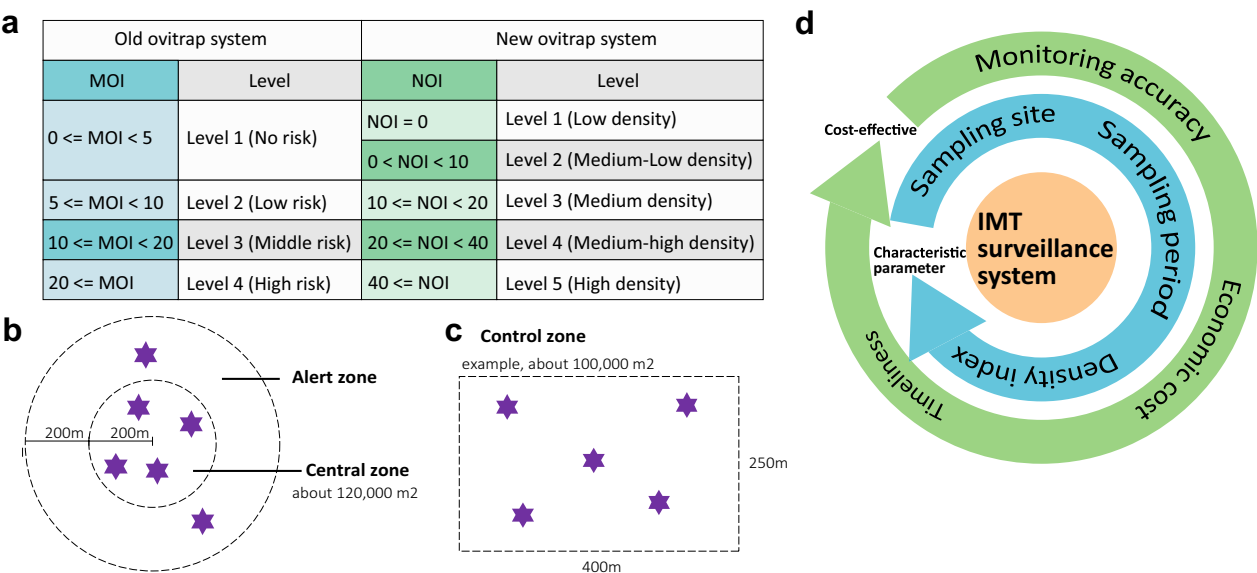 a
Old ovitrap system
New ovitrap system
MOI
Level
NOI
Level
0 <= MOI < 5
Level 1 (No risk)
NOI = 0
Level 1 (Low density)
0 < NOI < 10
Level 2 (Medium-Low density)
5 <= MOI < 10
Level 2 (Low risk)
10 <= NOI < 20
Level 3 (Medium density)
10 <= MOI < 20
Level 3 (Middle risk)
20 <= NOI < 40
Level 4 (Medium-high density)
20 <= MOI
Level 4 (High risk)
40 <= NOI
Level 5 (High density)
b
Alert zone
200m
200m
Central zone
about 120,000 m2
c
Control zone
example, about 100,000 m2
250m
400m
d
Monitoring accuracy
Economic cost
Timeliness
Cost-effective
Sampling site
Sampling period
Density index
Characteristic
parameter
IMT
surveillance
system